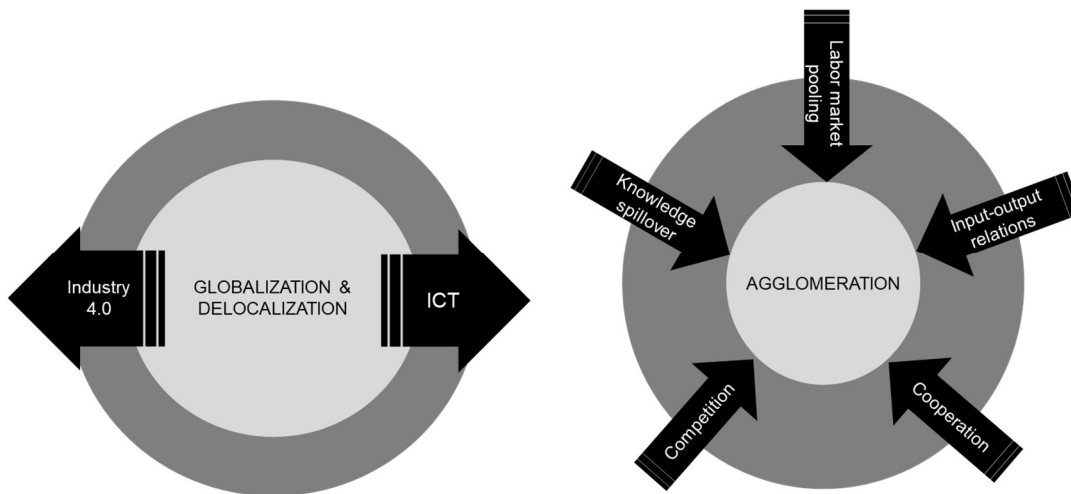 Industry
4.0
GLOBALIZATION &
DELOCALIZATION
ICT
Labor market
pooling
Knowledge
spillover
Input-output
relations
AGGLOMERATION
Competition
Cooperation